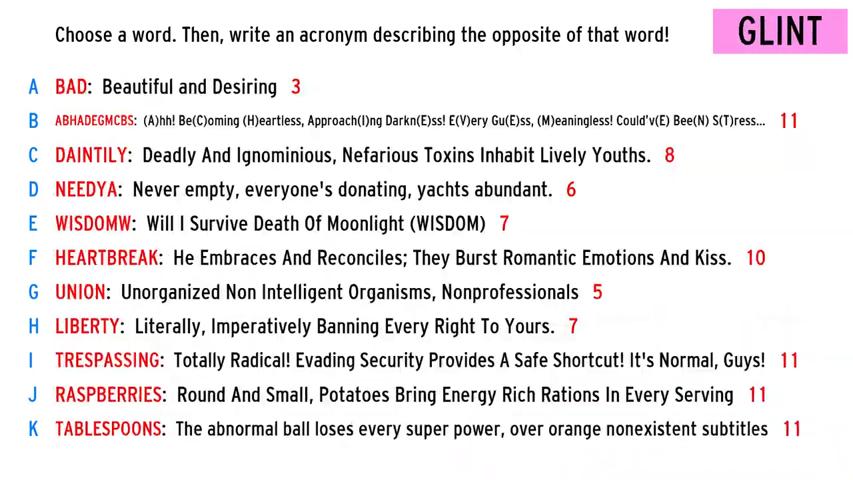 Choose a word. Then, write an acronym describing the opposite of that word!
GLINT
A BAD: Beautiful and Desiring 3
B ABHADEGMCBS: (A)hh! Be(C)oming (H)eartless, Approach(I)ng Darkn(E)ss! E(V)ery Gu(E)ss, (M)eaningless! Could'v(E) Bee(N) S(T)ress... 11
C DAINTILY: Deadly And Ignominious, Nefarious Toxins Inhabit Lively Youths. 8
D NEEDYA: Never empty, everyone's donating, yachts abundant. 6
E WISDOMW: Will I Survive Death Of Moonlight (WISDOM) 7
F HEARTBREAK: He Embraces And Reconciles; They Burst Romantic Emotions And Kiss. 10
G UNION: Unorganized Non Intelligent Organisms, Nonprofessionals 5
H LIBERTY: Literally, Imperatively Banning Every Right To Yours. 7
I TRESPASSING: Totally Radical! Evading Security Provides A Safe Shortcut! It's Normal, Guys! 11
J RASPBERRIES: Round And Small, Potatoes Bring Energy Rich Rations In Every Serving 11
K TABLESPOONS: The abnormal ball loses every super power, over orange nonexistent subtitles 11